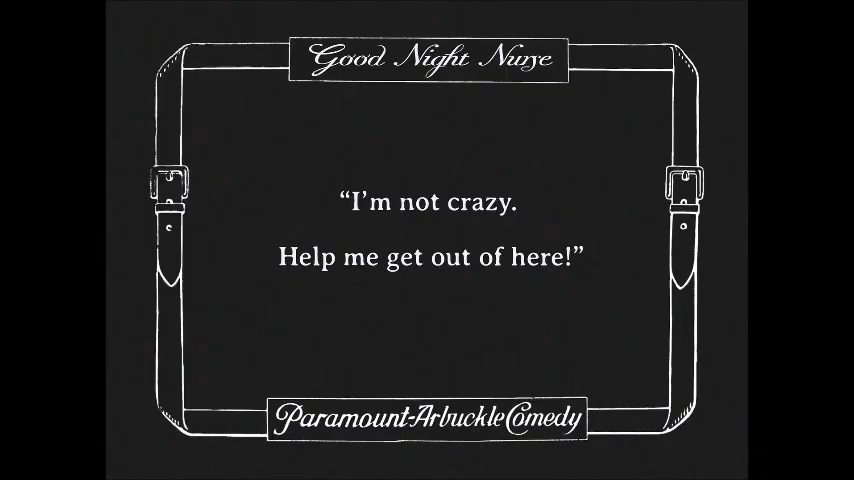 Good Night Nurse
“I’m not crazy.
Help me get out of here!”
Paramount-Arbuckle Comedy